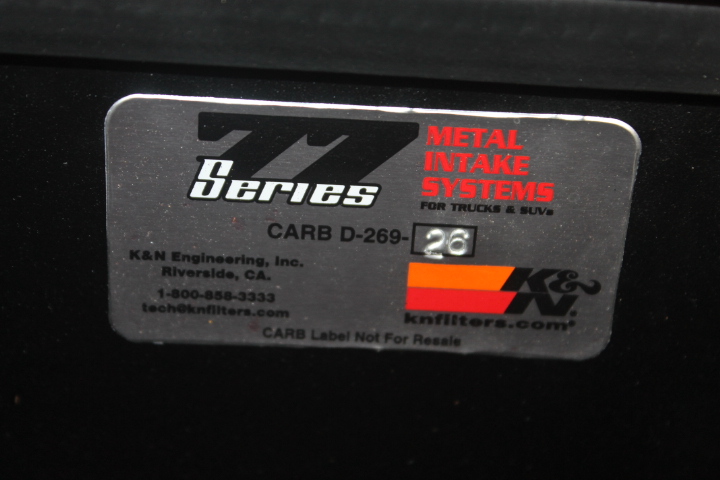 77
Series
METAL
INTAKE
SYSTEMS
FOR TRUCKS & SUVs
CARB D-269-26
K&N Engineering, Inc.
Riverside, CA.
1-800-858-3333
tech@knfilters.com
K&N
knfilters.com®
CARB Label Not For Resale